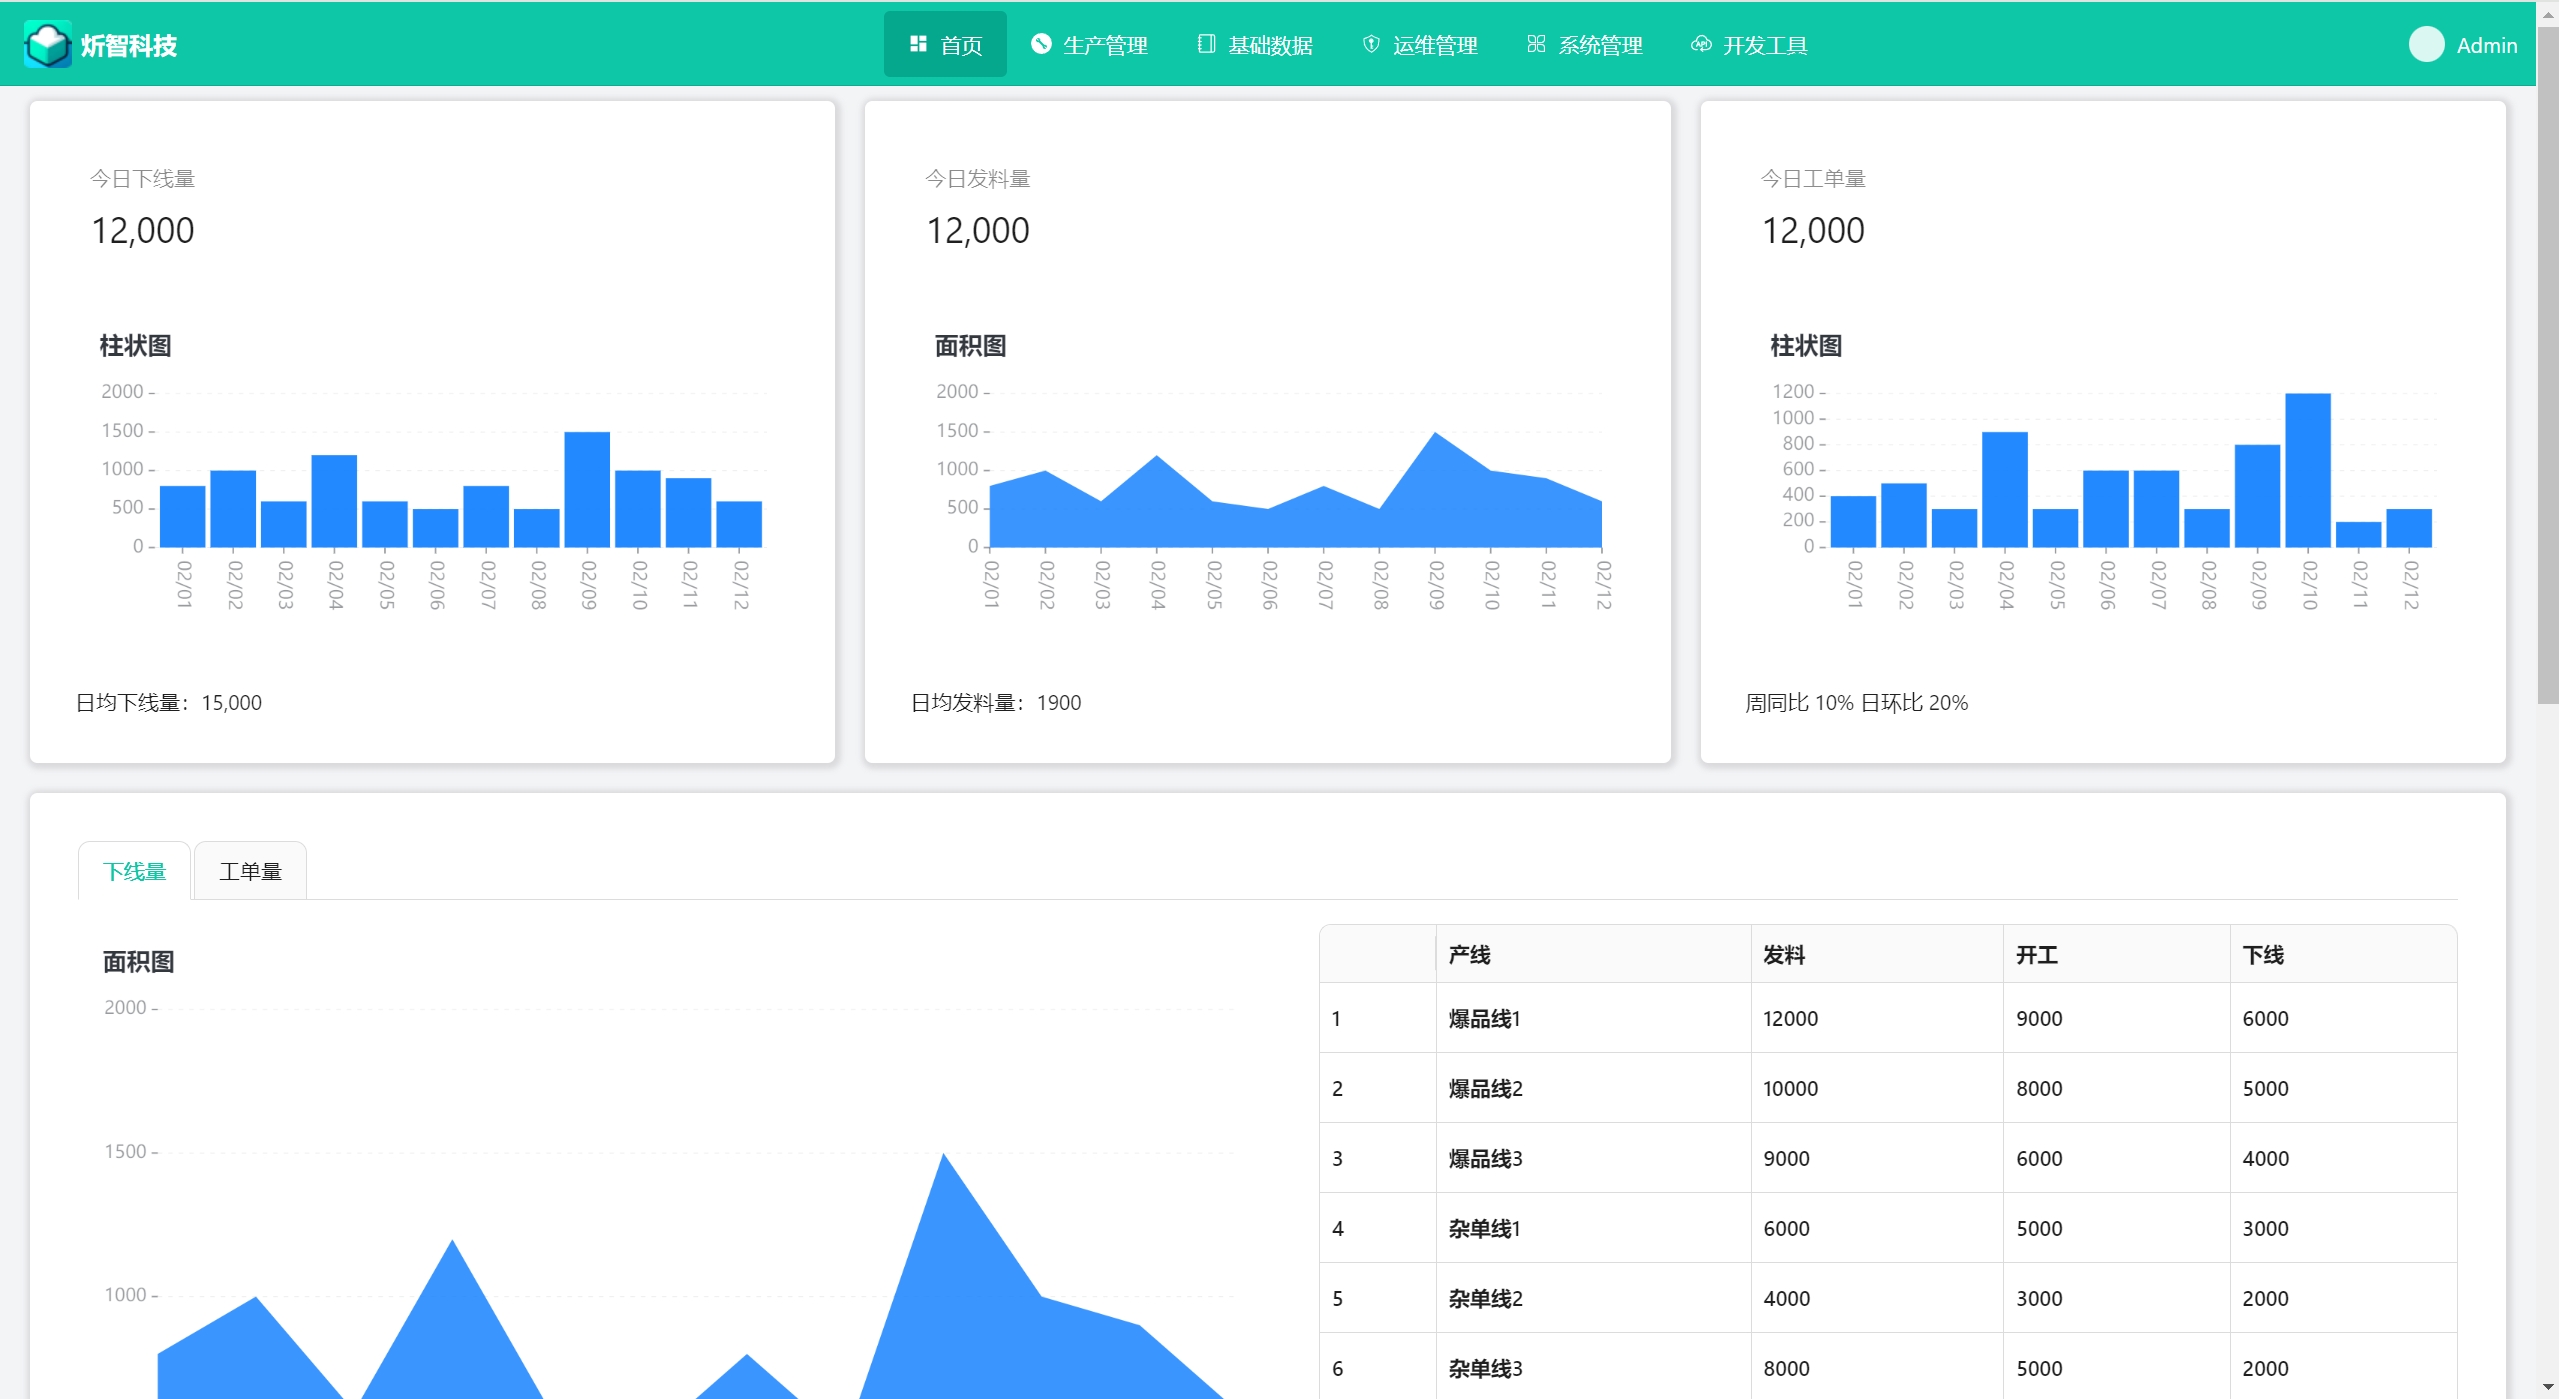 炘智科技 首页 生产管理 基础数据 运维管理 系统管理 开发工具 Admin
今日下线量
12,000
柱状图
2000
1500
1000
500
0
02/01 02/02 02/03 02/04 02/05 02/06 02/07 02/08 02/09 02/10 02/11 02/12
日均下线量：15,000
今日发料量
12,000
面积图
2000
1500
1000
500
0
02/01 02/02 02/03 02/04 02/05 02/06 02/07 02/08 02/09 02/10 02/11 02/12
日均发料量：1900
今日工单量
12,000
柱状图
1200
1000
800
600
400
200
0
02/01 02/02 02/03 02/04 02/05 02/06 02/07 02/08 02/09 02/10 02/11 02/12
周同比 10% 日环比 20%
下线量 工单量
面积图
2000
1500
1000
产线 发料 开工 下线
1 爆品线1 12000 9000 6000
2 爆品线2 10000 8000 5000
3 爆品线3 9000 6000 4000
4 杂单线1 6000 5000 3000
5 杂单线2 4000 3000 2000
6 杂单线3 8000 5000 2000